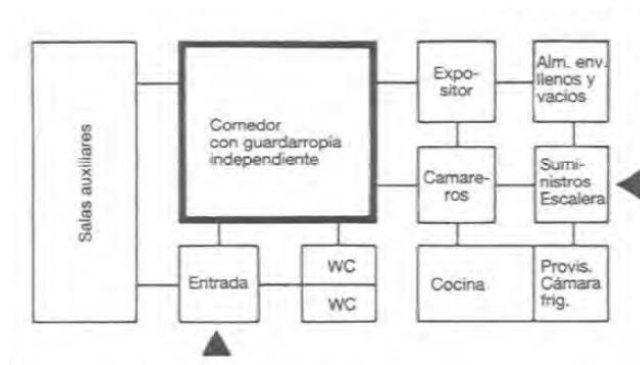 Salas auxiliares
Comedor
con guardarropía
independiente
Expo-
sitor
Alm. env.
llenos y
vacios
Camare-
ros
Sumi-
nistros
Escalera
Entrada
WC
WC
Cocina
Provis.
Cámara
frig.